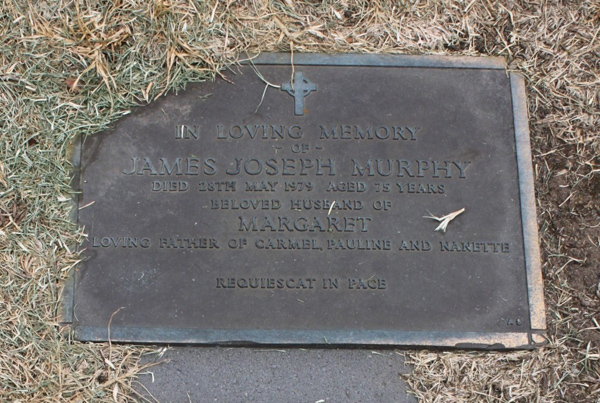 IN LOVING MEMORY
- OF -
JAMES JOSEPH MURPHY
DIED 28TH MAY 1979 AGED 75 YEARS
BELOVED HUSBAND OF
MARGARET
LOVING FATHER OF CARMEL, PAULINE AND NANETTE
REQUIESCAT IN PACE